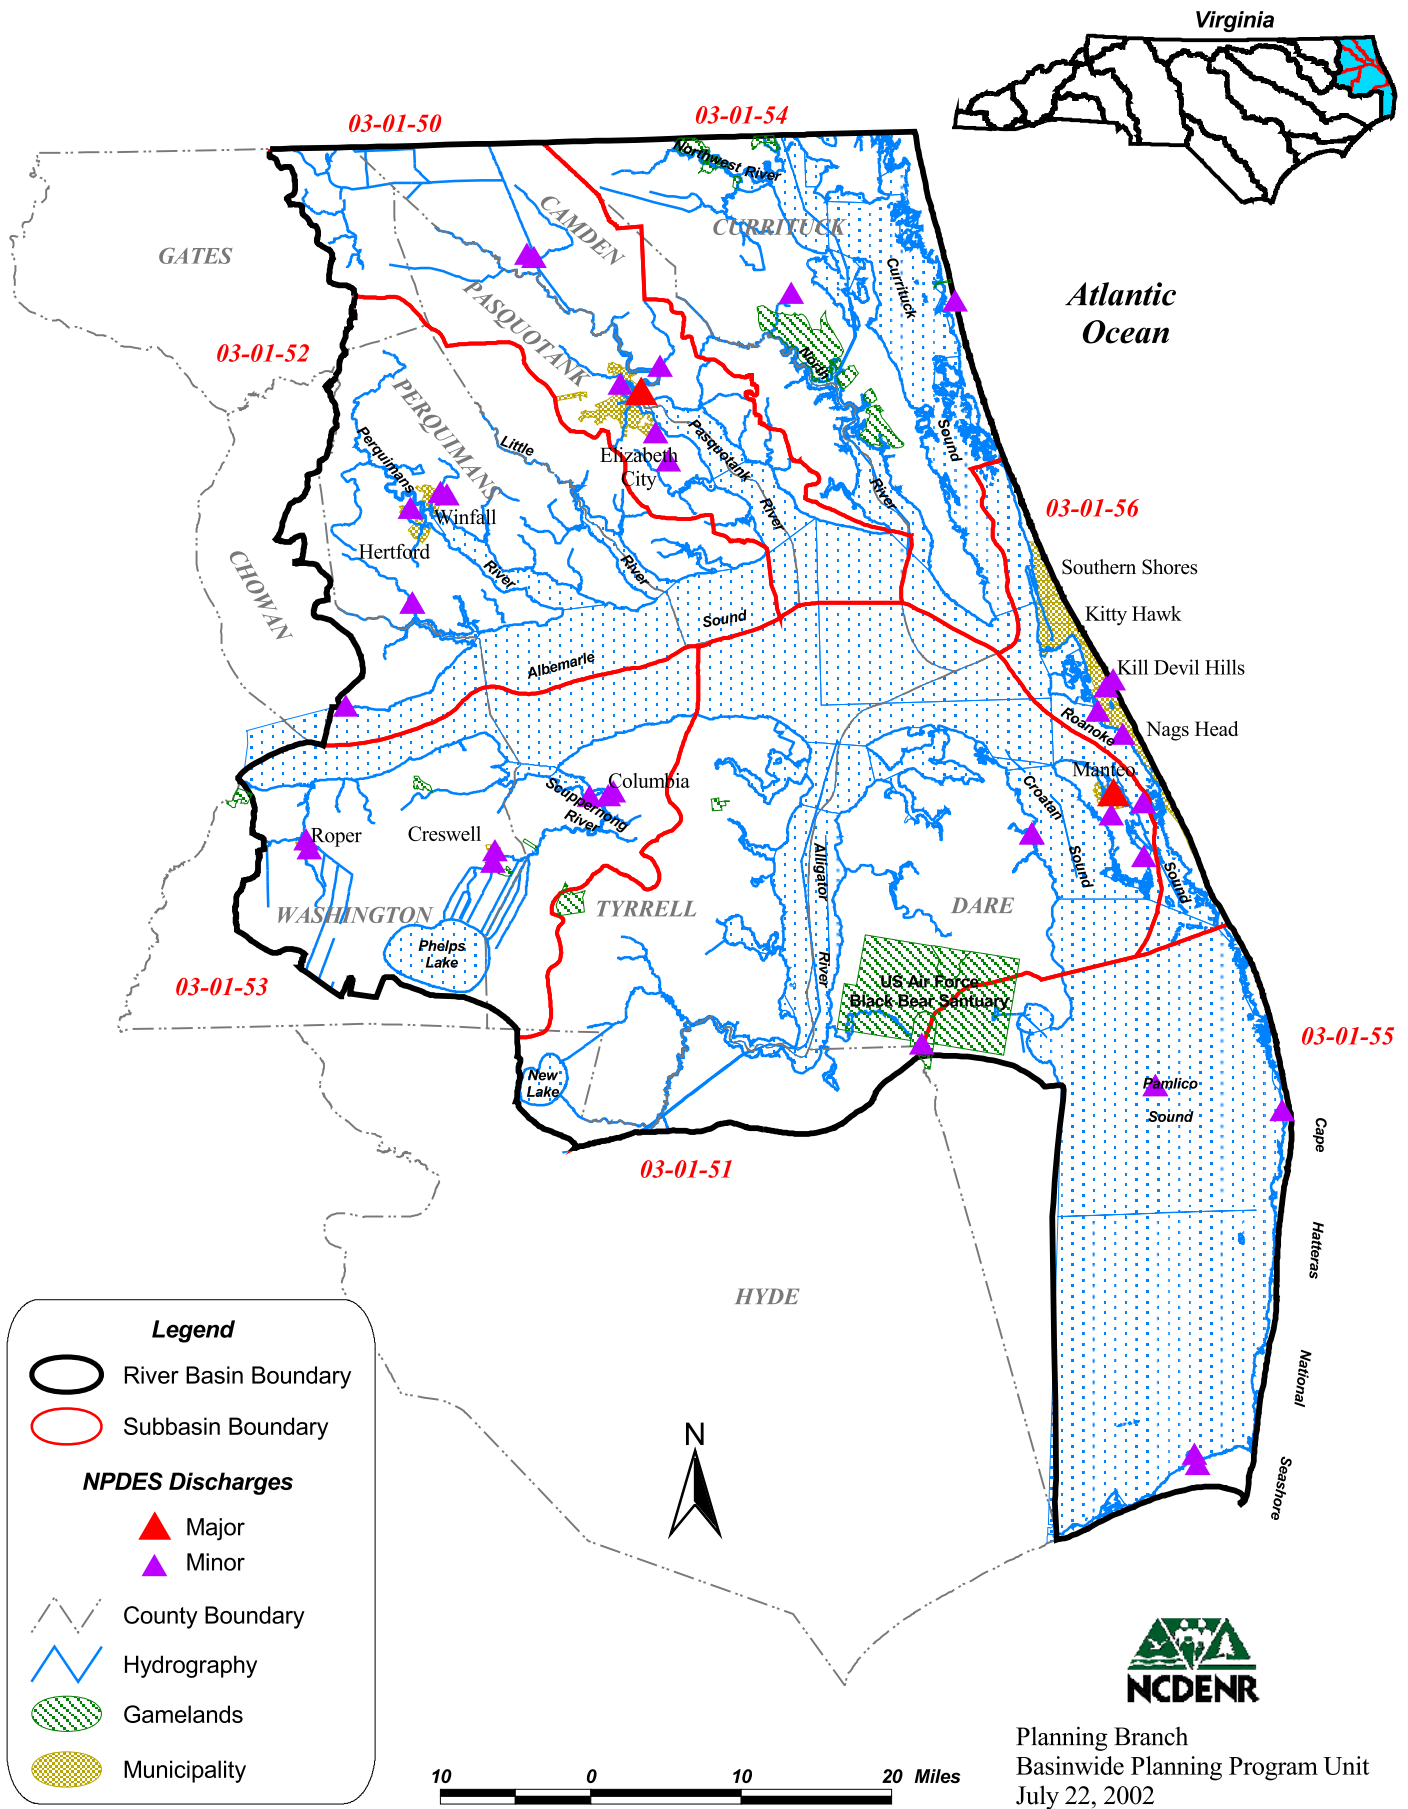 Virginia
03-01-50
03-01-54
Northwest River
CAMDEN
CURRITUCK
GATES
Currituck
Atlantic
Ocean
PASQUOTANK
03-01-52
North
PERQUIMANS
Sound
Little
Perquimans
Pasquotank
Elizabeth
City
River
River
03-01-56
Winfall
Hertford
CHOWAN
River
River
Southern Shores
Kitty Hawk
Sound
Albemarle
Kill Devil Hills
Roanoke
Nags Head
Manteo
Columbia
Scuppernong
River
Croatan
Roper
Creswell
Alligator
Sound
Sound
WASHINGTON
TYRRELL
DARE
Phelps
Lake
River
US Air Force
Black Bear Santuary
03-01-53
03-01-55
New
Lake
Pamlico
Sound
Cape
03-01-51
Hatteras
HYDE
National
Seashore
Legend
River Basin Boundary
Subbasin Boundary
NPDES Discharges
Major
Minor
County Boundary
Hydrography
Gamelands
Municipality
N
10 0 10 20 Miles
NCDENR
Planning Branch
Basinwide Planning Program Unit
July 22, 2002